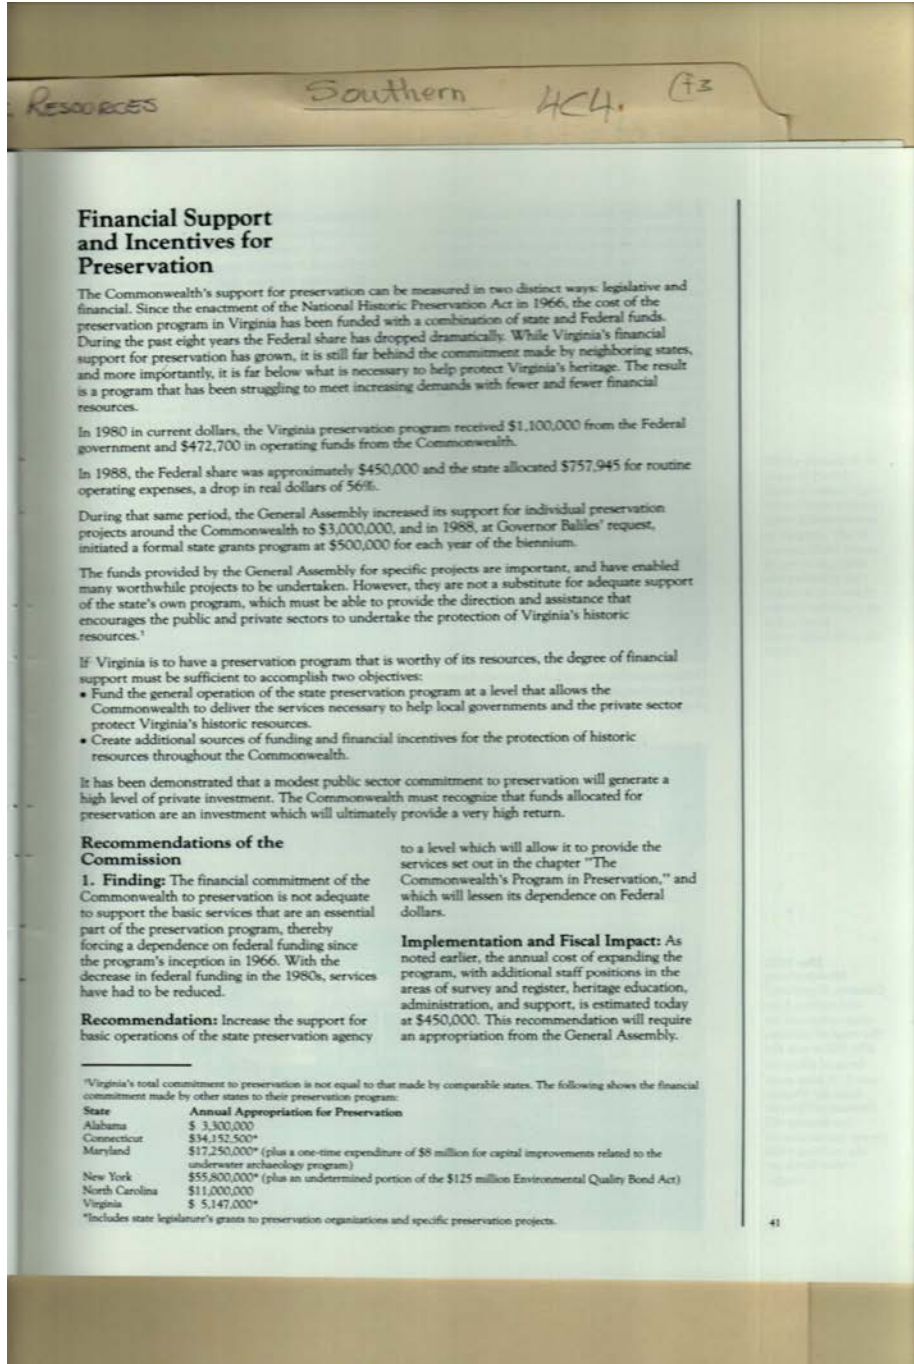 RESOURCES
Southern
4C4.
Financial Support
and Incentives for
Preservation
The Commonwealth's support for preservation can be measured in two distinct ways: legislative and
financial. Since the enactment of the National Historic Preservation Act in 1966, the cost of the
preservation program in Virginia has been funded with a combination of state and Federal funds.
During the past eight years the Federal share has dropped dramatically. While Virginia's financial
support for preservation has grown, it is still far behind the commitment made by neighboring states,
and more importantly, it is far below what is necessary to help protect Virginia's heritage. The result
is a program that has been struggling to meet increasing demands with fewer and fewer financial
resources.
In 1980 in current dollars, the Virginia preservation program received $1,100,000 from the Federal
government and $472,700 in operating funds from the Commonwealth.
In 1988, the Federal share was approximately $450,000 and the state allocated $757,945 for routine
operating expenses, a drop in real dollars of 56%.
During that same period, the General Assembly increased its support for individual preservation
projects around the Commonwealth to $3,000,000, and in 1988, at Governor Baliles' request,
initiated a formal state grants program at $500,000 for each year of the biennium.
The funds provided by the General Assembly for specific projects are important, and have enabled
many worthwhile projects to be undertaken. However, they are not a substitute for adequate support
of the state's own program, which must be able to provide the direction and assistance that
encourages the public and private sectors to undertake the protection of Virginia's historic
resources.¹
If Virginia is to have a preservation program that is worthy of its resources, the degree of financial
support must be sufficient to accomplish two objectives:
• Fund the general operation of the state preservation program at a level that allows the
Commonwealth to deliver the services necessary to help local governments and the private sector
protect Virginia's historic resources.
• Create additional sources of funding and financial incentives for the protection of historic
resources throughout the Commonwealth.
It has been demonstrated that a modest public sector commitment to preservation will generate a
high level of private investment. The Commonwealth must recognize that funds allocated for
preservation are an investment which will ultimately provide a very high return.
Recommendations of the
Commission
1. Finding: The financial commitment of the
Commonwealth to preservation is not adequate
to support the basic services that are an essential
part of the preservation program, thereby
forcing a dependence on federal funding since
the program's inception in 1966. With the
decrease in federal funding in the 1980s, services
have had to be reduced.
Recommendation: Increase the support for
basic operations of the state preservation agency
to a level which will allow it to provide the
services set out in the chapter "The
Commonwealth's Program in Preservation," and
which will lessen its dependence on Federal
dollars.
Implementation and Fiscal Impact: As
noted earlier, the annual cost of expanding the
program, with additional staff positions in the
areas of survey and register, heritage education,
administration, and support, is estimated today
at $450,000. This recommendation will require
an appropriation from the General Assembly.
¹Virginia's total commitment to preservation is not equal to that made by comparable states. The following shows the financial
commitment made by other states to their preservation program:
State Annual Appropriation for Preservation
Alabama $ 3,300,000
Connecticut $34,152,500*
Maryland $17,250,000* (plus a one-time expenditure of $8 million for capital improvements related to the
underwater archaeology program)
New York $55,800,000* (plus an undetermined portion of the $125 million Environmental Quality Bond Act)
North Carolina $11,000,000
Virginia $ 5,147,000*
*Includes state legislature's grants to preservation organizations and specific preservation projects.
41